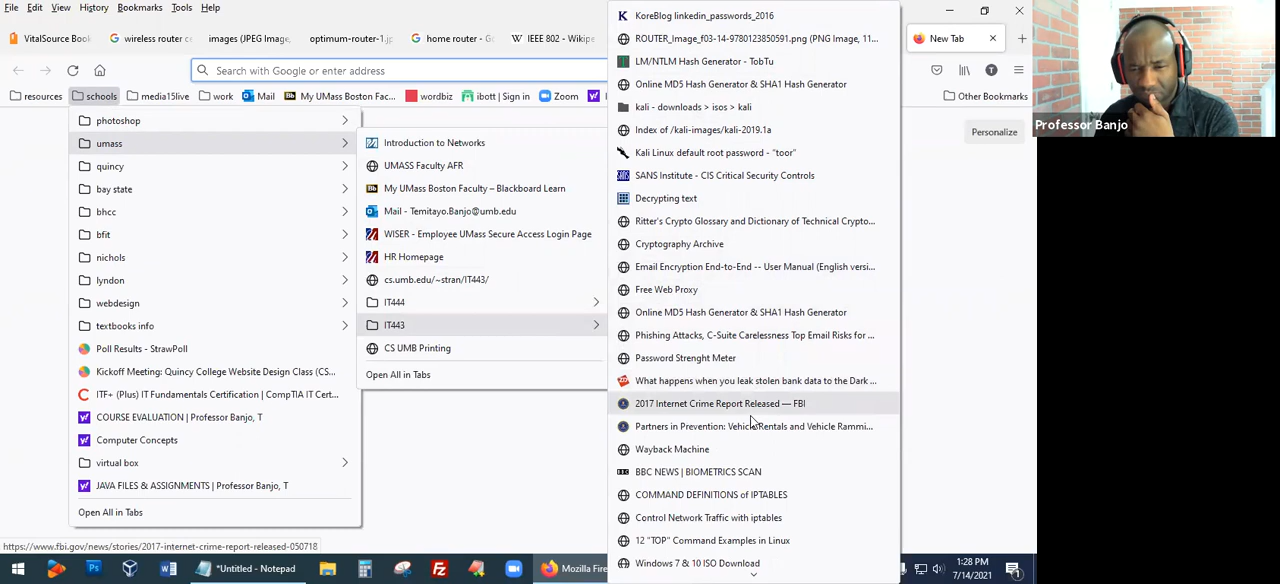 File Edit View History Bookmarks Tools Help
VitalSource Book
wireless router c
images (JPEG Image,
optimum-router-1.jp
home router - G
IEEE 802 - Wikipe
New Tab
Search with Google or enter address
resources
schools
media15live
work
Mail
My UMass Boston Fac...
wordbiz
ibott | Sign in
Zoom
Other Bookmarks
Personalize
photoshop
umass
quincy
bay state
bhcc
bfit
nichols
lyndon
webdesign
textbooks info
Poll Results - StrawPoll
Kickoff Meeting: Quincy College Website Design Class (CS...
ITF+ (Plus) IT Fundamentals Certification | CompTIA IT Cert...
COURSE EVALUATION | Professor Banjo, T
Computer Concepts
virtual box
JAVA FILES & ASSIGNMENTS | Professor Banjo, T
Open All in Tabs
Introduction to Networks
UMASS Faculty AFR
My UMass Boston Faculty – Blackboard Learn
Mail - Temitayo.Banjo@umb.edu
WISER - Employee UMass Secure Access Login Page
HR Homepage
cs.umb.edu/~stran/IT443/
IT444
IT443
CS UMB Printing
Open All in Tabs
KoreBlog linkedin_passwords_2016
ROUTER_Image_f03-14-9780123850591.png (PNG Image, 11...
LM/NTLM Hash Generator - TobTu
Online MD5 Hash Generator & SHA1 Hash Generator
kali - downloads > isos > kali
Index of /kali-images/kali-2019.1a
Kali Linux default root password - "toor"
SANS Institute - CIS Critical Security Controls
Decrypting text
Ritter's Crypto Glossary and Dictionary of Technical Crypto...
Cryptography Archive
Email Encryption End-to-End -- User Manual (English versi...
Free Web Proxy
Online MD5 Hash Generator & SHA1 Hash Generator
Phishing Attacks, C-Suite Carelessness Top Email Risks for ...
Password Strenght Meter
What happens when you leak stolen bank data to the Dark ...
2017 Internet Crime Report Released — FBI
Partners in Prevention: Vehicle Rentals and Vehicle Rammi...
Wayback Machine
BBC NEWS | BIOMETRICS SCAN
COMMAND DEFINITIONS of IPTABLES
Control Network Traffic with iptables
12 "TOP" Command Examples in Linux
Windows 7 & 10 ISO Download
Professor Banjo
https://www.fbi.gov/news/stories/2017-internet-crime-report-released-050718
*Untitled - Notepad
Mozilla Fire
1:28 PM
7/14/2021